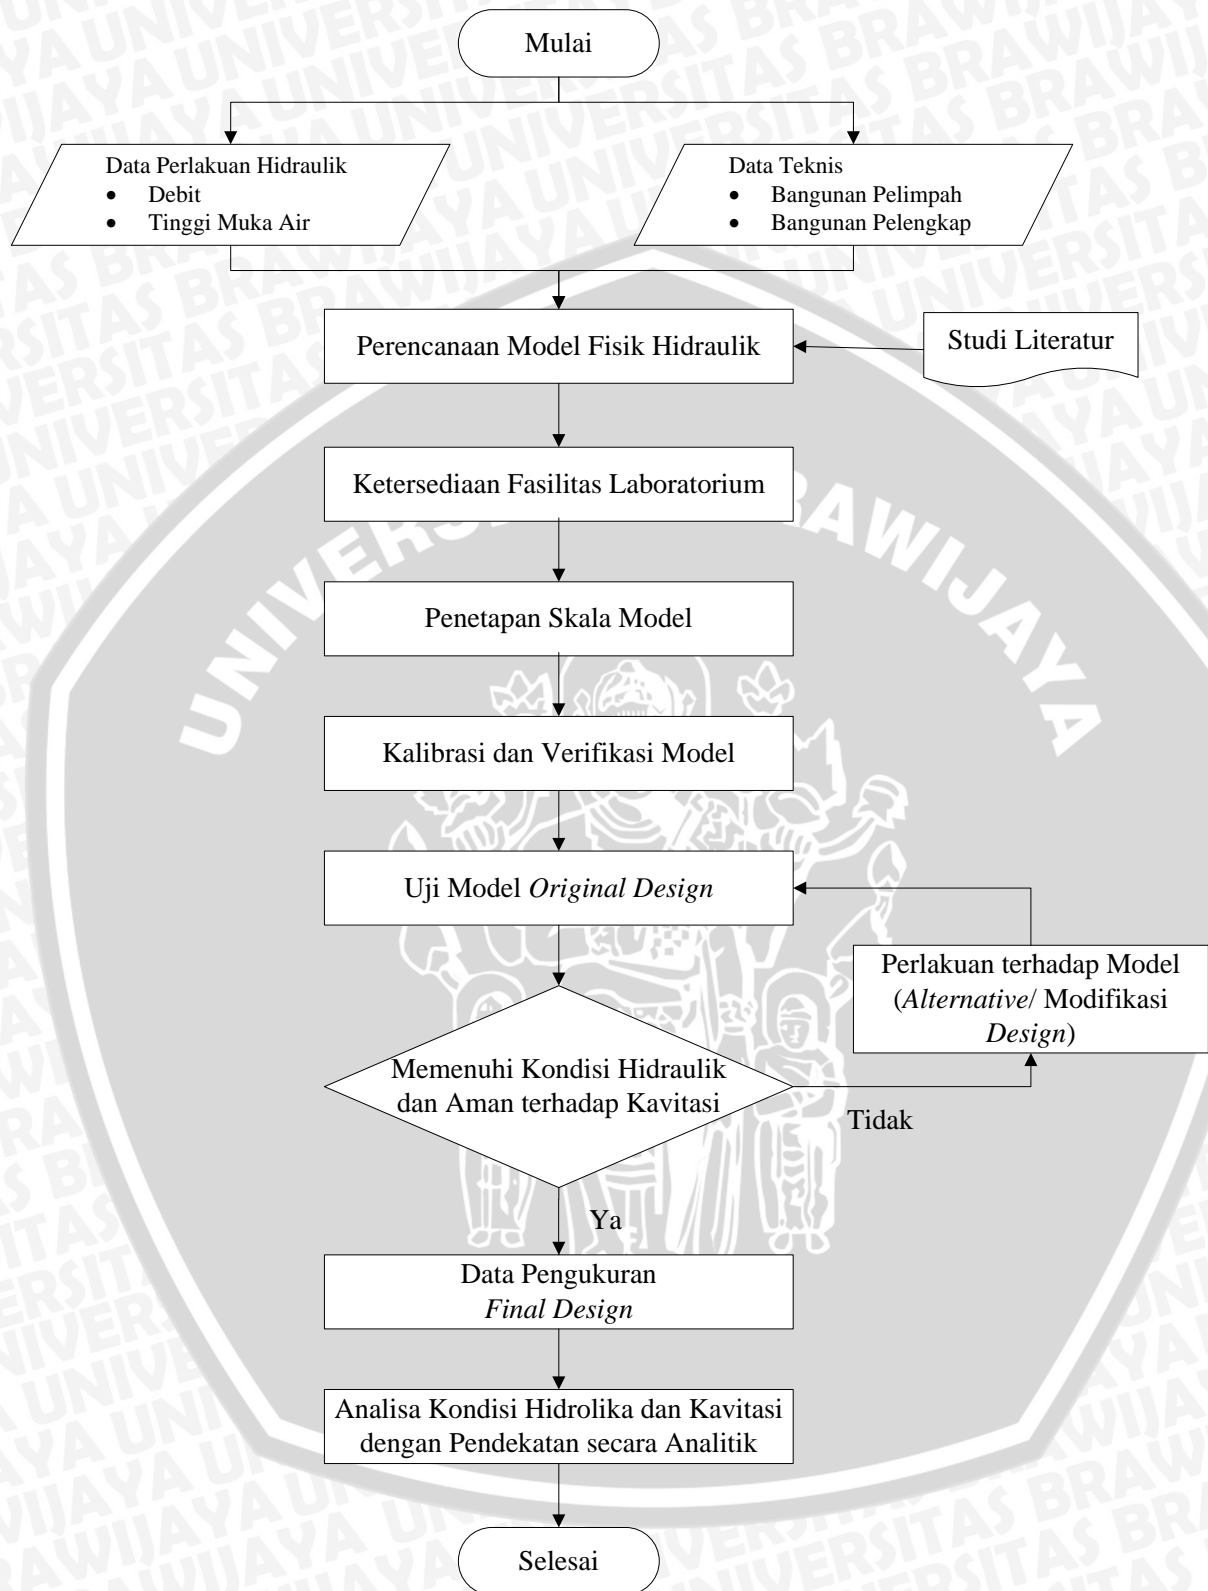 Mulai
Data Perlakuan Hidraulik
• Debit
• Tinggi Muka Air
Data Teknis
• Bangunan Pelimpah
• Bangunan Pelengkap
Perencanaan Model Fisik Hidraulik
Studi Literatur
Ketersediaan Fasilitas Laboratorium
Penetapan Skala Model
Kalibrasi dan Verifikasi Model
Uji Model Original Design
Perlakuan terhadap Model
(Alternative/ Modifikasi
Design)
Memenuhi Kondisi Hidraulik
dan Aman terhadap Kavitasi
Tidak
Ya
Data Pengukuran
Final Design
Analisa Kondisi Hidrolika dan Kavitasi
dengan Pendekatan secara Analitik
Selesai